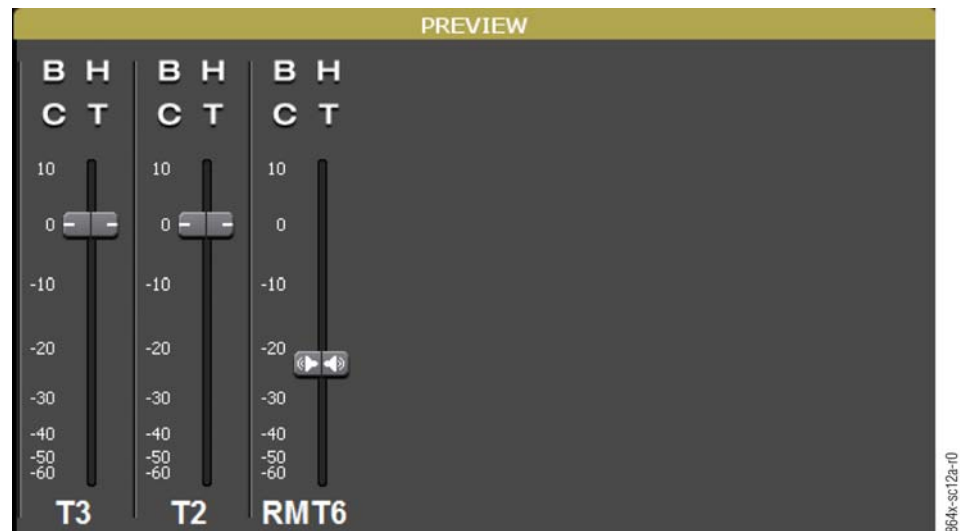 PREVIEW
B H B H B H
C T C T C T
10 10 10
0 0 0
-10 -10 -10
-20 -20 -20
-30 -30 -30
-40 -40 -40
-50 -50 -50
-60 -60 -60
T3 T2 RMT6
864x-sc12a-r0